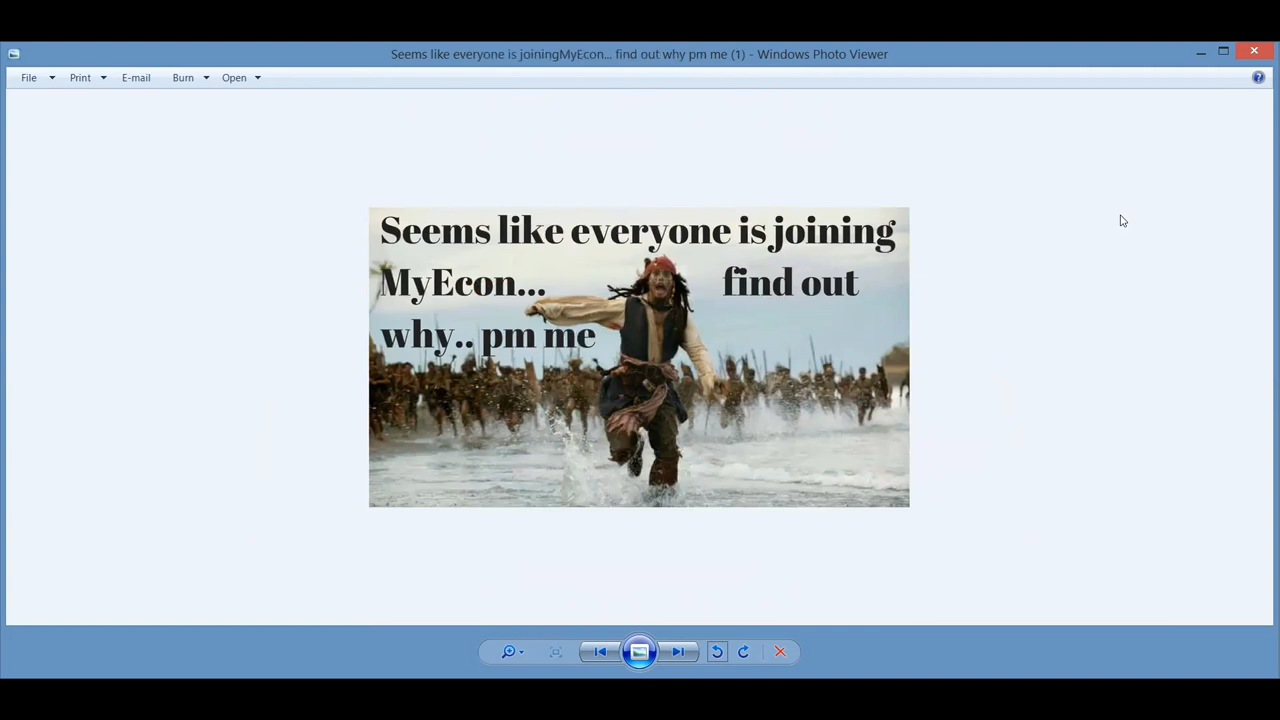 Seems like everyone is joiningMyEcon... find out why pm me (1) - Windows Photo Viewer
File Print E-mail Burn Open
Seems like everyone is joining
MyEcon... find out
why.. pm me